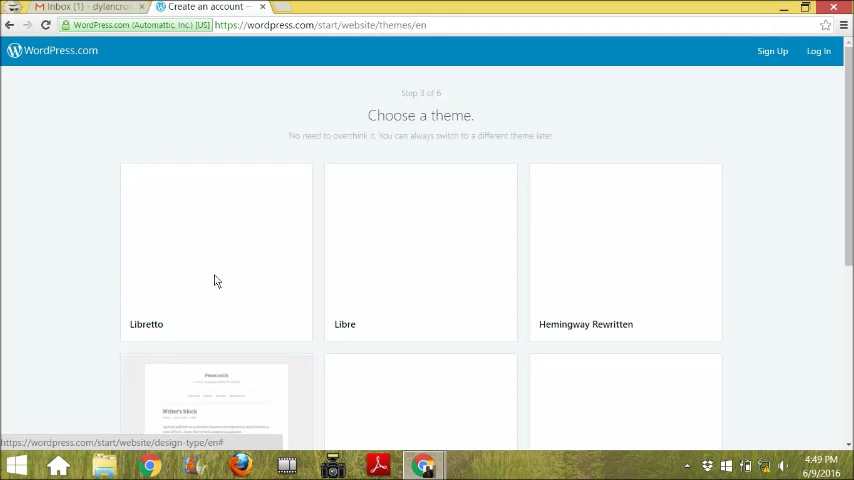 Inbox (1) - dylancron
Create an account —
WordPress.com (Automattic, Inc.) [US]
https://wordpress.com/start/website/themes/en
WordPress.com
Sign Up
Log In
Step 3 of 6
Choose a theme.
No need to overthink it. You can always switch to a different theme later.
Libretto
Libre
Hemingway Rewritten
Penscratch
Writer's block
https://wordpress.com/start/website/design-type/en#
4:49 PM
6/9/2016